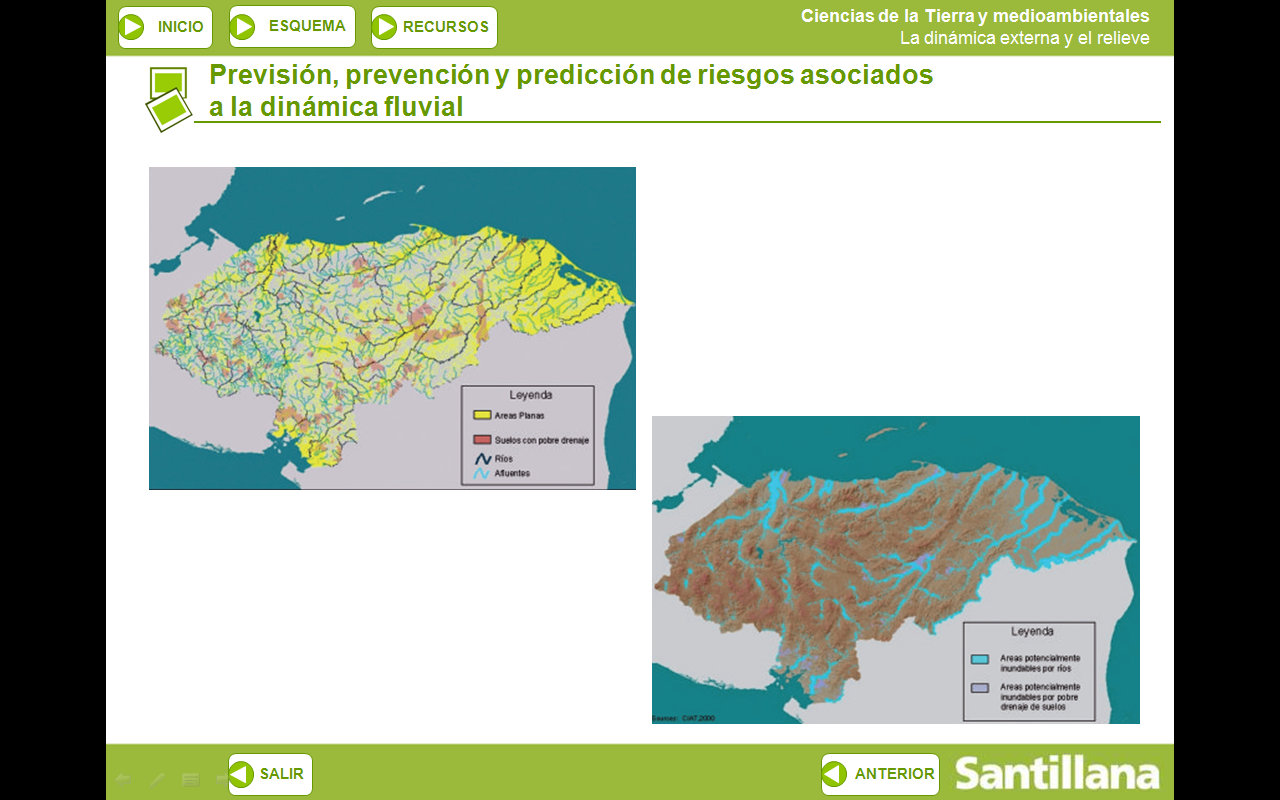 INICIO
ESQUEMA
RECURSOS
Ciencias de la Tierra y medioambientales
La dinámica externa y el relieve
Previsión, prevención y predicción de riesgos asociados
a la dinámica fluvial
Leyenda
Areas Planas
Suelos con pobre drenaje
Ríos
Afluentes
Leyenda
Areas potencialmente
inundables por ríos
Areas potencialmente
inundables por pobre
drenaje de suelos
CIAT,2000
SALIR
ANTERIOR
Santillana